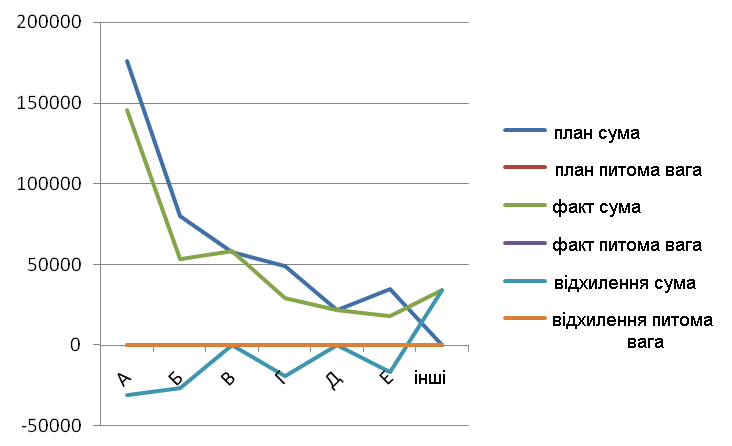 200000
150000
100000
50000
0
-50000
А
Б
В
Г
Д
Е
інші
план сума
план питома вага
факт сума
факт питома вага
відхилення сума
відхилення питома
вага